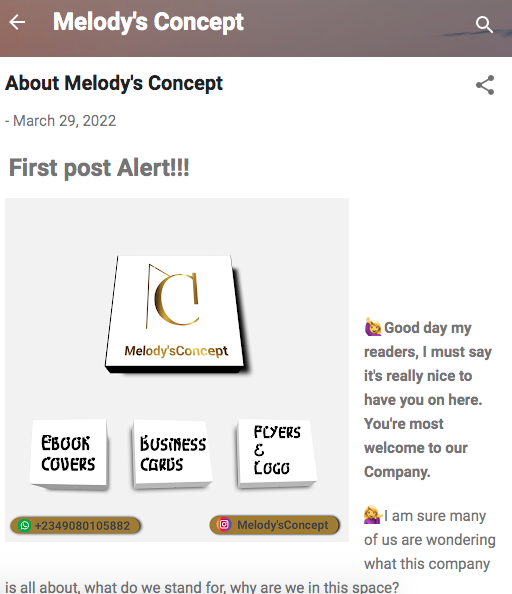 Melody's Concept
About Melody's Concept
- March 29, 2022
First post Alert!!!
Melody'sConcept
EBOOK
COVERS
BUSINESS
CARDS
FLYERS
&
LOGO
+2349080105882
Melody'sConcept
🙋‍♀️Good day my
readers, I must say
it's really nice to
have you on here.
You're most
welcome to our
Company.
💁‍♀️I am sure many
of us are wondering
what this company
is all about, what do we stand for, why are we in this space?